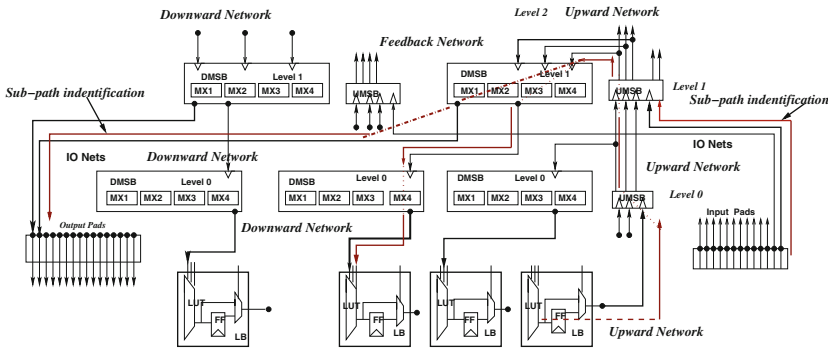 Downward Network
Level 2
Upward Network
Feedback Network
DMSB Level 1
MX1 MX2 MX3 MX4
UMSB
DMSB Level 1
MX1 MX2 MX3 MX4
UMSB
Level 1
Sub-path indentification
Sub-path indentification
IO Nets
Downward Network
IO Nets
Upward Network
DMSB Level 0
MX1 MX2 MX3 MX4
DMSB Level 0
MX1 MX2 MX3 MX4
DMSB Level 0
MX1 MX2 MX3 MX4
UMSB
Level 0
Output Pads
Downward Network
Downward Network
Input Pads
LUT
FF
LB
LUT
FF
LB
LUT
FF
LB
LUT
FF
LB
Upward Network